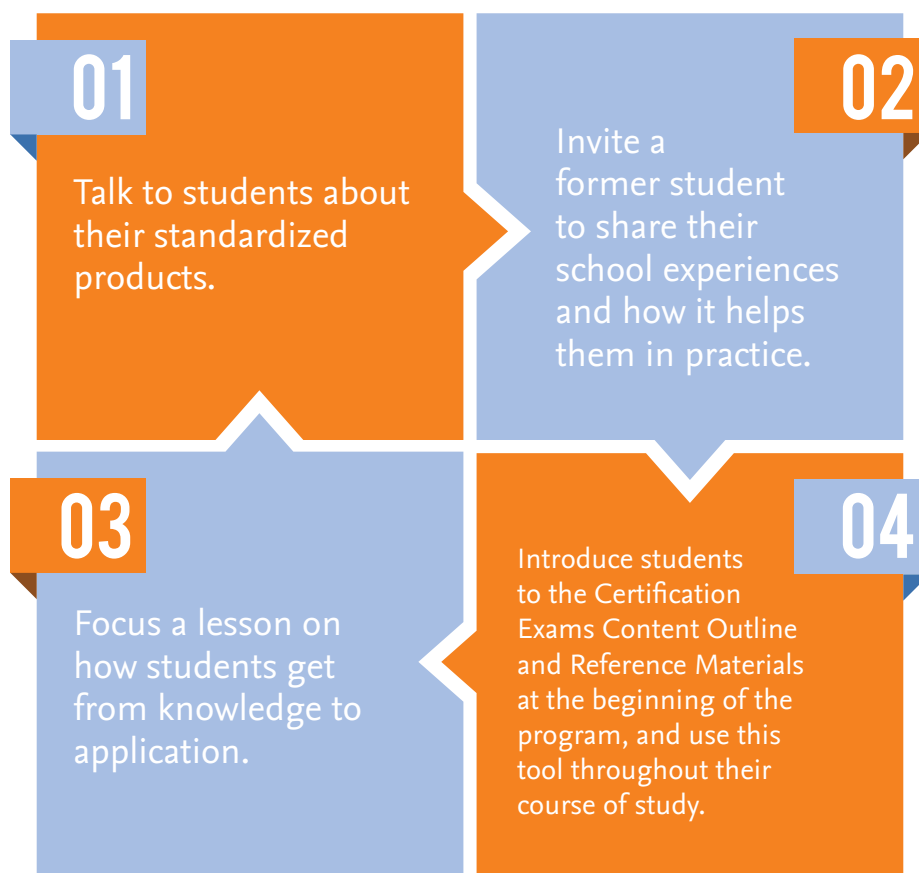 01
Talk to students about
their standardized
products.
02
Invite a
former student
to share their
school experiences
and how it helps
them in practice.
03
Focus a lesson on
how students get
from knowledge to
application.
04
Introduce students
to the Certification
Exams Content Outline
and Reference Materials
at the beginning of the
program, and use this
tool throughout their
course of study.